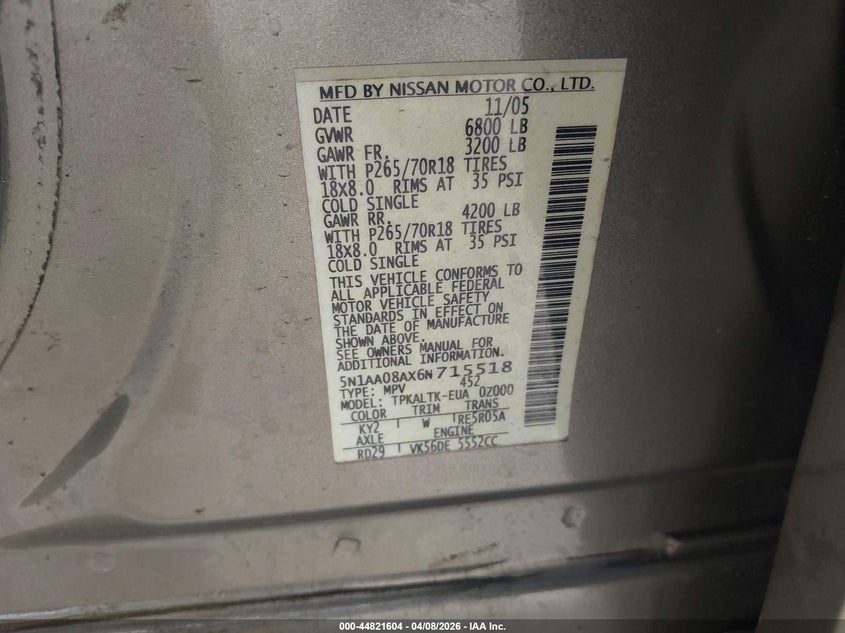 MFD BY NISSAN MOTOR CO., LTD.
DATE 11/05
GVWR 6800 LB
GAWR FR. 3200 LB
WITH P265/70R18 TIRES
18X8.0 RIMS AT 35 PSI
COLD SINGLE
GAWR RR. 4200 LB
WITH P265/70R18 TIRES
18X8.0 RIMS AT 35 PSI
COLD SINGLE
THIS VEHICLE CONFORMS TO
ALL APPLICABLE FEDERAL
MOTOR VEHICLE SAFETY
STANDARDS IN EFFECT ON
THE DATE OF MANUFACTURE
SHOWN ABOVE.
SEE OWNERS MANUAL FOR
ADDITIONAL INFORMATION.
5N1AA08AX6N715518
TYPE: MPV 452
MODEL: TPKALTK-EUA 0Z000
COLOR TRIM TRANS
KY2 W RE5R05A
AXLE ENGINE
RD29 VK56DE 5552CC
000-44821604 | 04/08/2026 - IAA Inc.